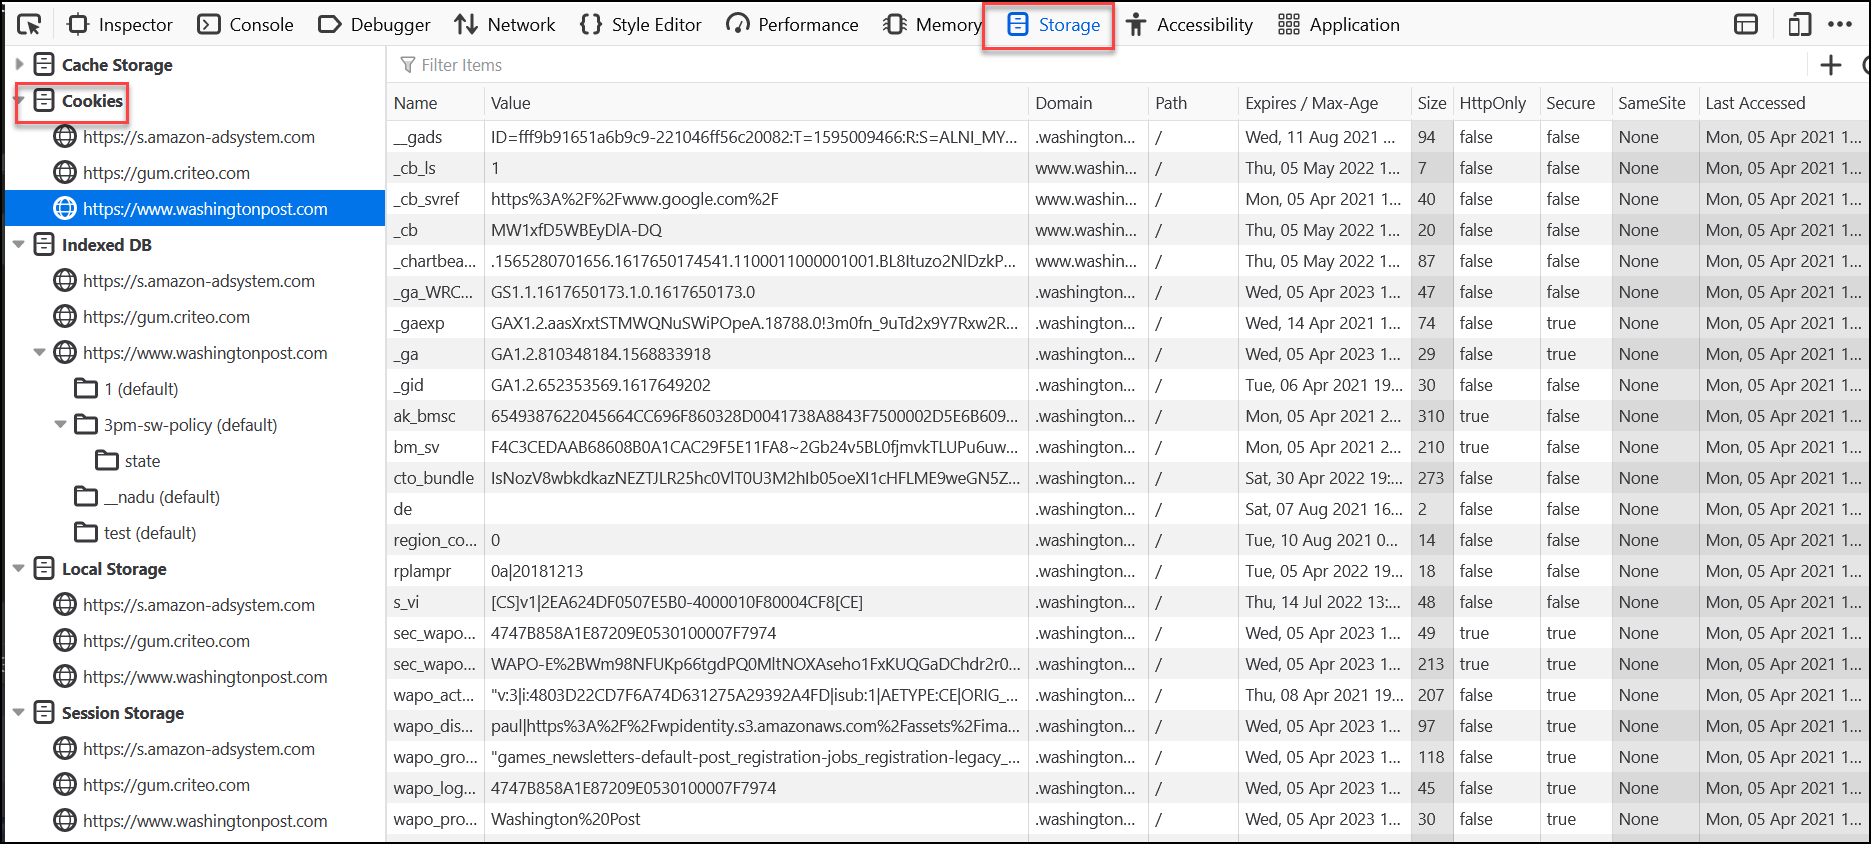 Inspector Console Debugger Network Style Editor Performance Memory Storage Accessibility Application
Cache Storage
Cookies
https://s.amazon-adsystem.com
https://gum.criteo.com
https://www.washingtonpost.com
Indexed DB
https://s.amazon-adsystem.com
https://gum.criteo.com
https://www.washingtonpost.com
1 (default)
3pm-sw-policy (default)
state
__nadu (default)
test (default)
Local Storage
https://s.amazon-adsystem.com
https://gum.criteo.com
https://www.washingtonpost.com
Session Storage
https://s.amazon-adsystem.com
https://gum.criteo.com
https://www.washingtonpost.com
Filter Items
Name Value Domain Path Expires / Max-Age Size HttpOnly Secure SameSite Last Accessed
__gads ID=fff9b91651a6b9c9-221046ff56c20082:T=1595009466:R:S=ALNI_MY... .washington... / Wed, 11 Aug 2021 ... 94 false false None Mon, 05 Apr 2021 1...
_cb_ls 1 www.washin... / Thu, 05 May 2022 1... 7 false false None Mon, 05 Apr 2021 1...
_cb_svref https%3A%2F%2Fwww.google.com%2F www.washin... / Mon, 05 Apr 2021 1... 40 false false None Mon, 05 Apr 2021 1...
_cb MW1xfD5WBEyDlA-DQ www.washin... / Thu, 05 May 2022 1... 20 false false None Mon, 05 Apr 2021 1...
_chartbea... .1565280701656.1617650174541.1100011000001001.BL8Ituzo2NlDzkP... www.washin... / Thu, 05 May 2022 1... 87 false false None Mon, 05 Apr 2021 1...
_ga_WRC... GS1.1.1617650173.1.0.1617650173.0 .washington... / Wed, 05 Apr 2023 1... 47 false false None Mon, 05 Apr 2021 1...
_gaexp GAX1.2.aasXrxtSTMWQNuSWiPOpeA.18788.0!3m0fn_9uTd2x9Y7Rxw2R... .washington... / Wed, 14 Apr 2021 1... 74 false true None Mon, 05 Apr 2021 1...
_ga GA1.2.810348184.1568833918 .washington... / Wed, 05 Apr 2023 1... 29 false true None Mon, 05 Apr 2021 1...
_gid GA1.2.652353569.1617649202 .washington... / Tue, 06 Apr 2021 19... 30 false false None Mon, 05 Apr 2021 1...
ak_bmsc 6549387622045664CC696F860328D0041738A8843F7500002D5E6B609... .washington... / Mon, 05 Apr 2021 2... 310 true false None Mon, 05 Apr 2021 1...
bm_sv F4C3CEDAAB68608B0A1CAC29F5E11FA8~2Gb24v5BL0fjmvkTLUPu6uw... .washington... / Mon, 05 Apr 2021 2... 210 true false None Mon, 05 Apr 2021 1...
cto_bundle IsNozV8wbkdkazNEZTJLR25hc0VlT0U3M2hIb05oeXI1cHFLME9weGN5Z... .washington... / Sat, 30 Apr 2022 19:... 273 false false None Mon, 05 Apr 2021 1...
de .washington... / Sat, 07 Aug 2021 16... 2 false false None Mon, 05 Apr 2021 1...
region_co... 0 .washington... / Tue, 10 Aug 2021 0... 14 false false None Mon, 05 Apr 2021 1...
rplampr 0a|20181213 .washington... / Tue, 05 Apr 2022 19... 18 false false None Mon, 05 Apr 2021 1...
s_vi [CS]v1|2EA624DF0507E5B0-4000010F80004CF8[CE] .washington... / Thu, 14 Jul 2022 13:... 48 false false None Mon, 05 Apr 2021 1...
sec_wapo... 4747B858A1E87209E0530100007F7974 .washington... / Wed, 05 Apr 2023 1... 49 true true None Mon, 05 Apr 2021 1...
sec_wapo... WAPO-E%2BWm98NFUKp66tgdPQ0MltNOXAseho1FxKUQGaDChdr2r0... .washington... / Wed, 05 Apr 2023 1... 213 true true None Mon, 05 Apr 2021 1...
wapo_act... "v:3|i:4803D22CD7F6A74D631275A29392A4FD|isub:1|AETYPE:CE|ORIG_... .washington... / Thu, 08 Apr 2021 19... 207 false true None Mon, 05 Apr 2021 1...
wapo_dis... paul|https%3A%2F%2Fwpidentity.s3.amazonaws.com%2Fassets%2Fima... .washington... / Wed, 05 Apr 2023 1... 97 false true None Mon, 05 Apr 2021 1...
wapo_gro... "games_newsletters-default-post_registration-jobs_registration-legacy_... .washington... / Wed, 05 Apr 2023 1... 118 false true None Mon, 05 Apr 2021 1...
wapo_log... 4747B858A1E87209E0530100007F7974 .washington... / Wed, 05 Apr 2023 1... 45 false true None Mon, 05 Apr 2021 1...
wapo_pro... Washington%20Post .washington... / Wed, 05 Apr 2023 1... 30 false true None Mon, 05 Apr 2021 1...